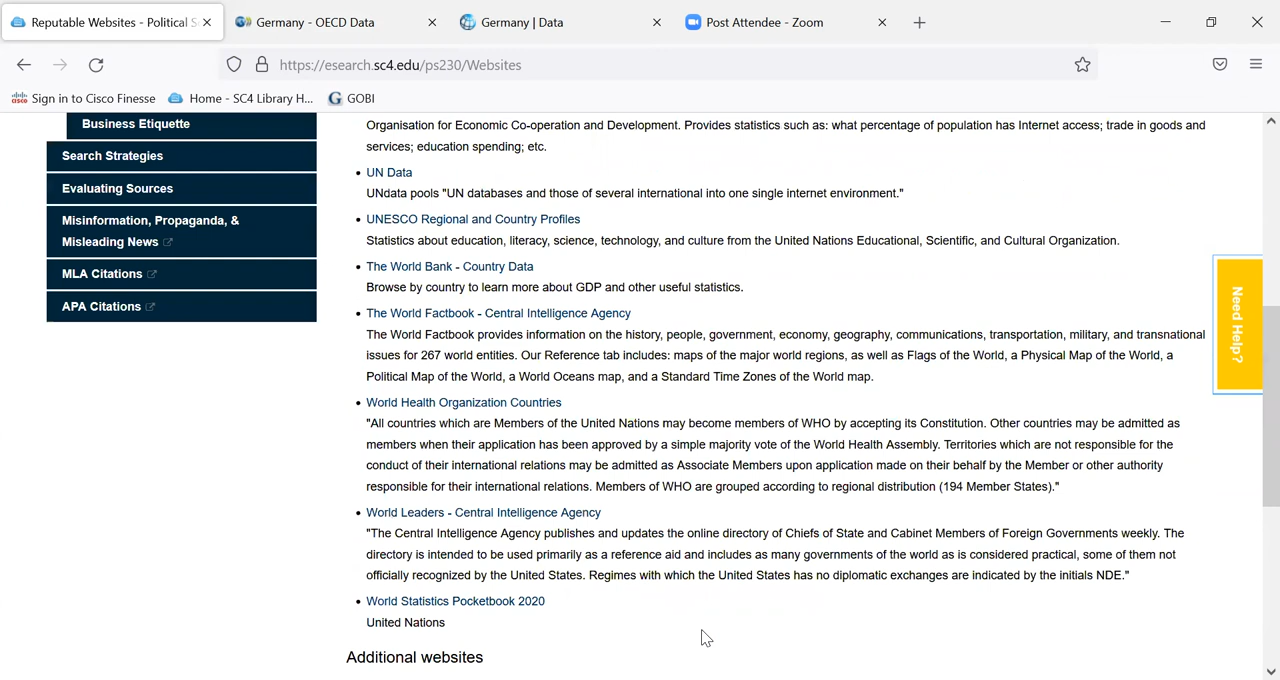 Reputable Websites - Political S
Germany - OECD Data
Germany | Data
Post Attendee - Zoom
https://esearch.sc4.edu/ps230/Websites
Sign in to Cisco Finesse
Home - SC4 Library H...
GOBI
Business Etiquette
Search Strategies
Evaluating Sources
Misinformation, Propaganda, &
Misleading News
MLA Citations
APA Citations
Organisation for Economic Co-operation and Development. Provides statistics such as: what percentage of population has Internet access; trade in goods and
services; education spending; etc.
UN Data
UNdata pools "UN databases and those of several international into one single internet environment."
UNESCO Regional and Country Profiles
Statistics about education, literacy, science, technology, and culture from the United Nations Educational, Scientific, and Cultural Organization.
The World Bank - Country Data
Browse by country to learn more about GDP and other useful statistics.
The World Factbook - Central Intelligence Agency
The World Factbook provides information on the history, people, government, economy, geography, communications, transportation, military, and transnational
issues for 267 world entities. Our Reference tab includes: maps of the major world regions, as well as Flags of the World, a Physical Map of the World, a
Political Map of the World, a World Oceans map, and a Standard Time Zones of the World map.
World Health Organization Countries
"All countries which are Members of the United Nations may become members of WHO by accepting its Constitution. Other countries may be admitted as
members when their application has been approved by a simple majority vote of the World Health Assembly. Territories which are not responsible for the
conduct of their international relations may be admitted as Associate Members upon application made on their behalf by the Member or other authority
responsible for their international relations. Members of WHO are grouped according to regional distribution (194 Member States)."
World Leaders - Central Intelligence Agency
"The Central Intelligence Agency publishes and updates the online directory of Chiefs of State and Cabinet Members of Foreign Governments weekly. The
directory is intended to be used primarily as a reference aid and includes as many governments of the world as is considered practical, some of them not
officially recognized by the United States. Regimes with which the United States has no diplomatic exchanges are indicated by the initials NDE."
World Statistics Pocketbook 2020
United Nations
Additional websites
Need Help?